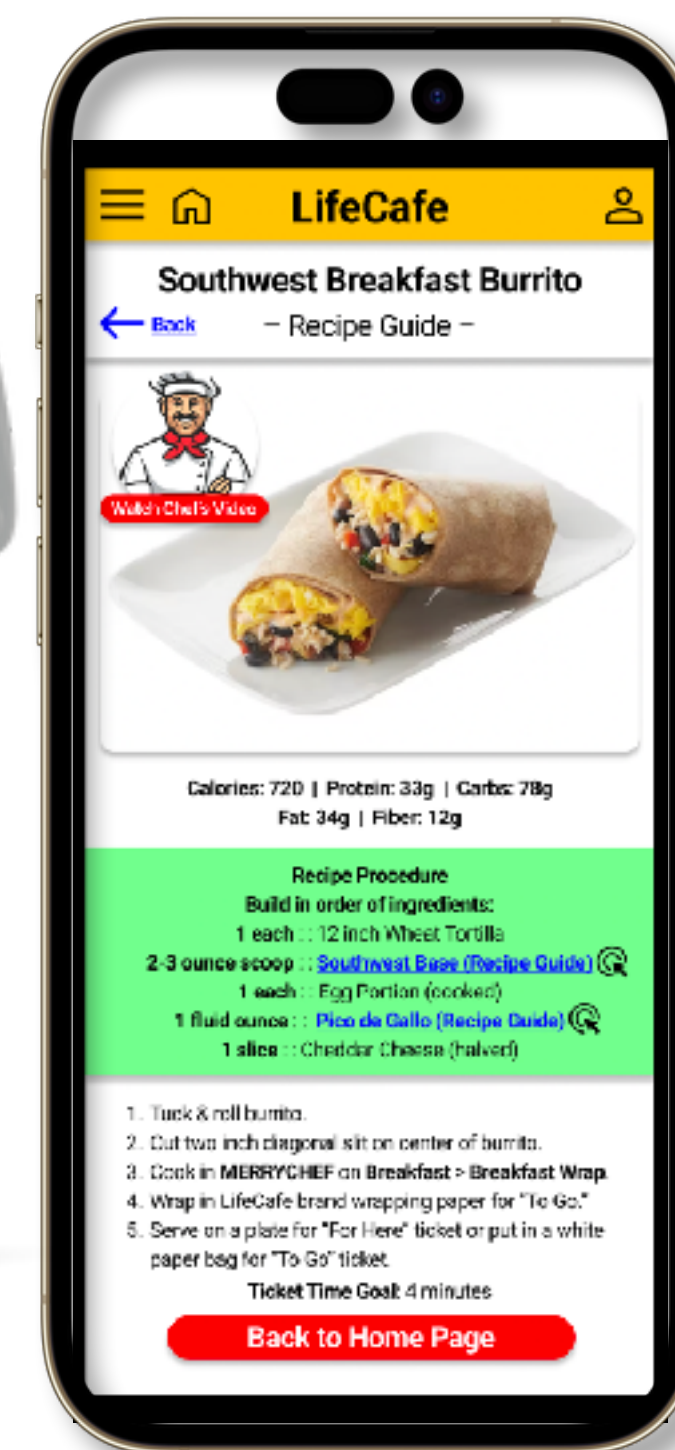 LifeCafe
Southwest Breakfast Burrito
Back
– Recipe Guide –
Watch Chef's Video
Calories: 720 | Protein: 33g | Carbs: 78g
Fat: 34g | Fiber: 12g
Recipe Procedure
Build in order of ingredients:
1 each :: 12 inch Wheat Tortilla
2-3 ounce scoop :: Southwest Base (Recipe Guide)
1 each :: Egg Portion (cooked)
1 fluid ounce :: Pico de Gallo (Recipe Guide)
1 slice :: Cheddar Cheese (halved)
1. Tuck & roll burrito.
2. Cut two inch diagonal slit on center of burrito.
3. Cook in MERRYCHEF on Breakfast > Breakfast Wrap.
4. Wrap in LifeCafe brand wrapping paper for "To Go."
5. Serve on a plate for "For Here" ticket or put in a white
paper bag for "To Go" ticket.
Ticket Time Goal: 4 minutes
Back to Home Page